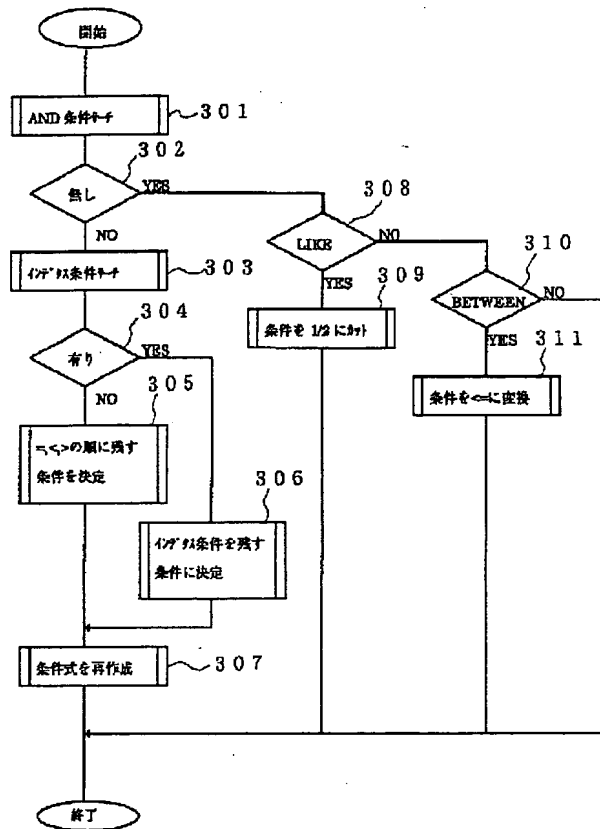 開始
AND 条件サーチ
301
302
無し
YES
NO
308
LIKE
NO
YES
310
BETWEEN
NO
YES
インデタス条件サーチ
303
304
有り
YES
NO
309
条件を 1/2 にカット
311
条件を<=に変換
305
=,<,>の順に残す
条件を決定
306
インデタス条件を残す
条件に決定
条件式を再作成
307
終了